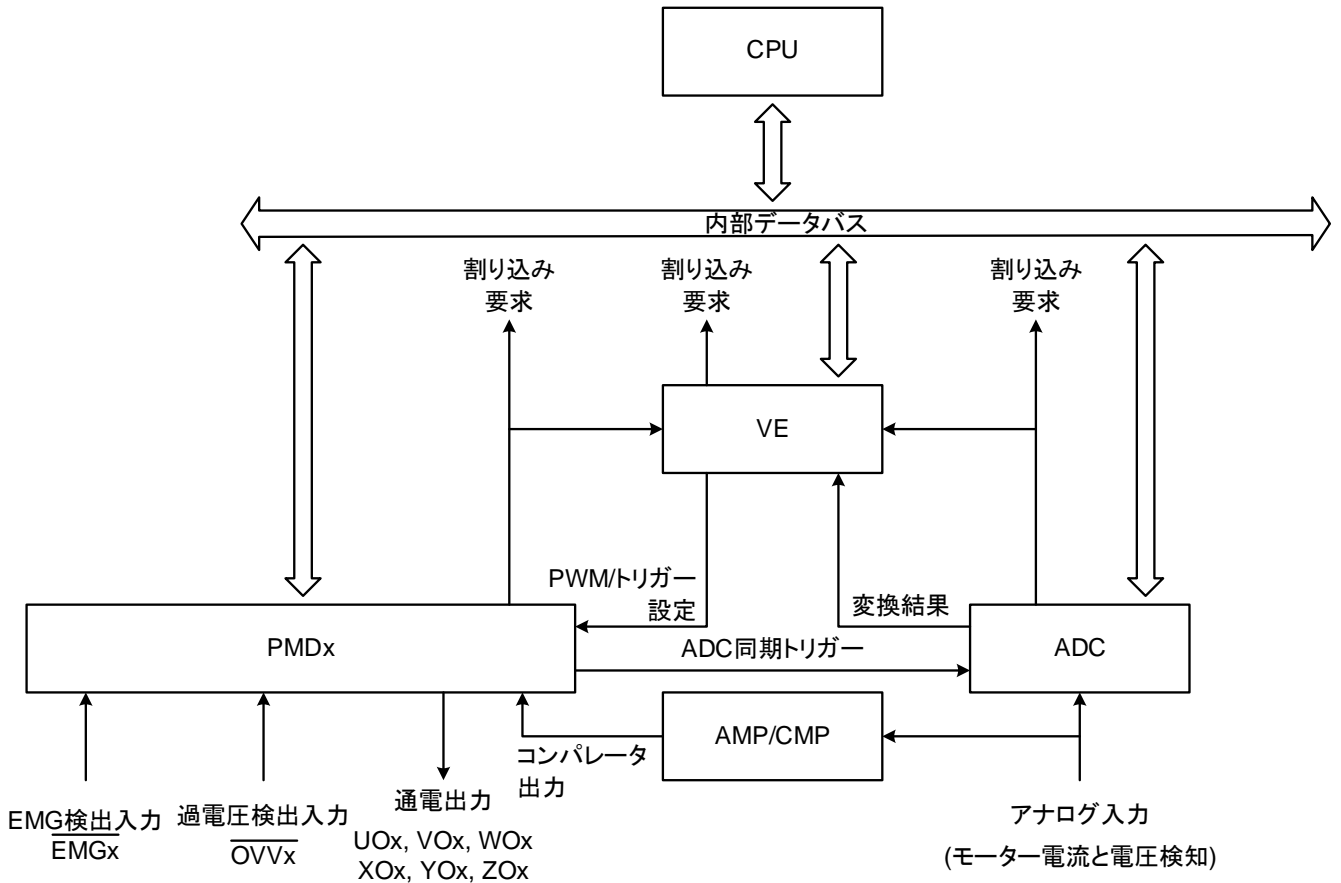 CPU
内部データバス
割り込み
要求
割り込み
要求
割り込み
要求
VE
PWM/トリガー
設定
変換結果
PMDx
ADC同期トリガー
ADC
AMP/CMP
コンパレータ
出力
EMG検出入力
EMGx
過電圧検出入力
OVVx
通電出力
UOx, VOx, WOx
XOx, YOx, ZOx
アナログ入力
(モーター電流と電圧検知)